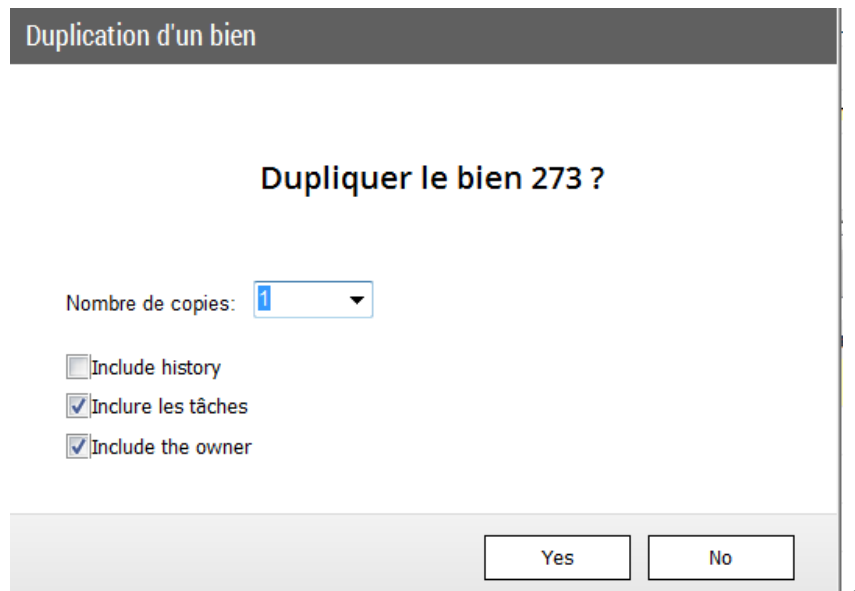 Duplication d'un bien
Dupliquer le bien 273 ?
Nombre de copies: 1
Include history
Inclure les tâches
Include the owner
Yes No